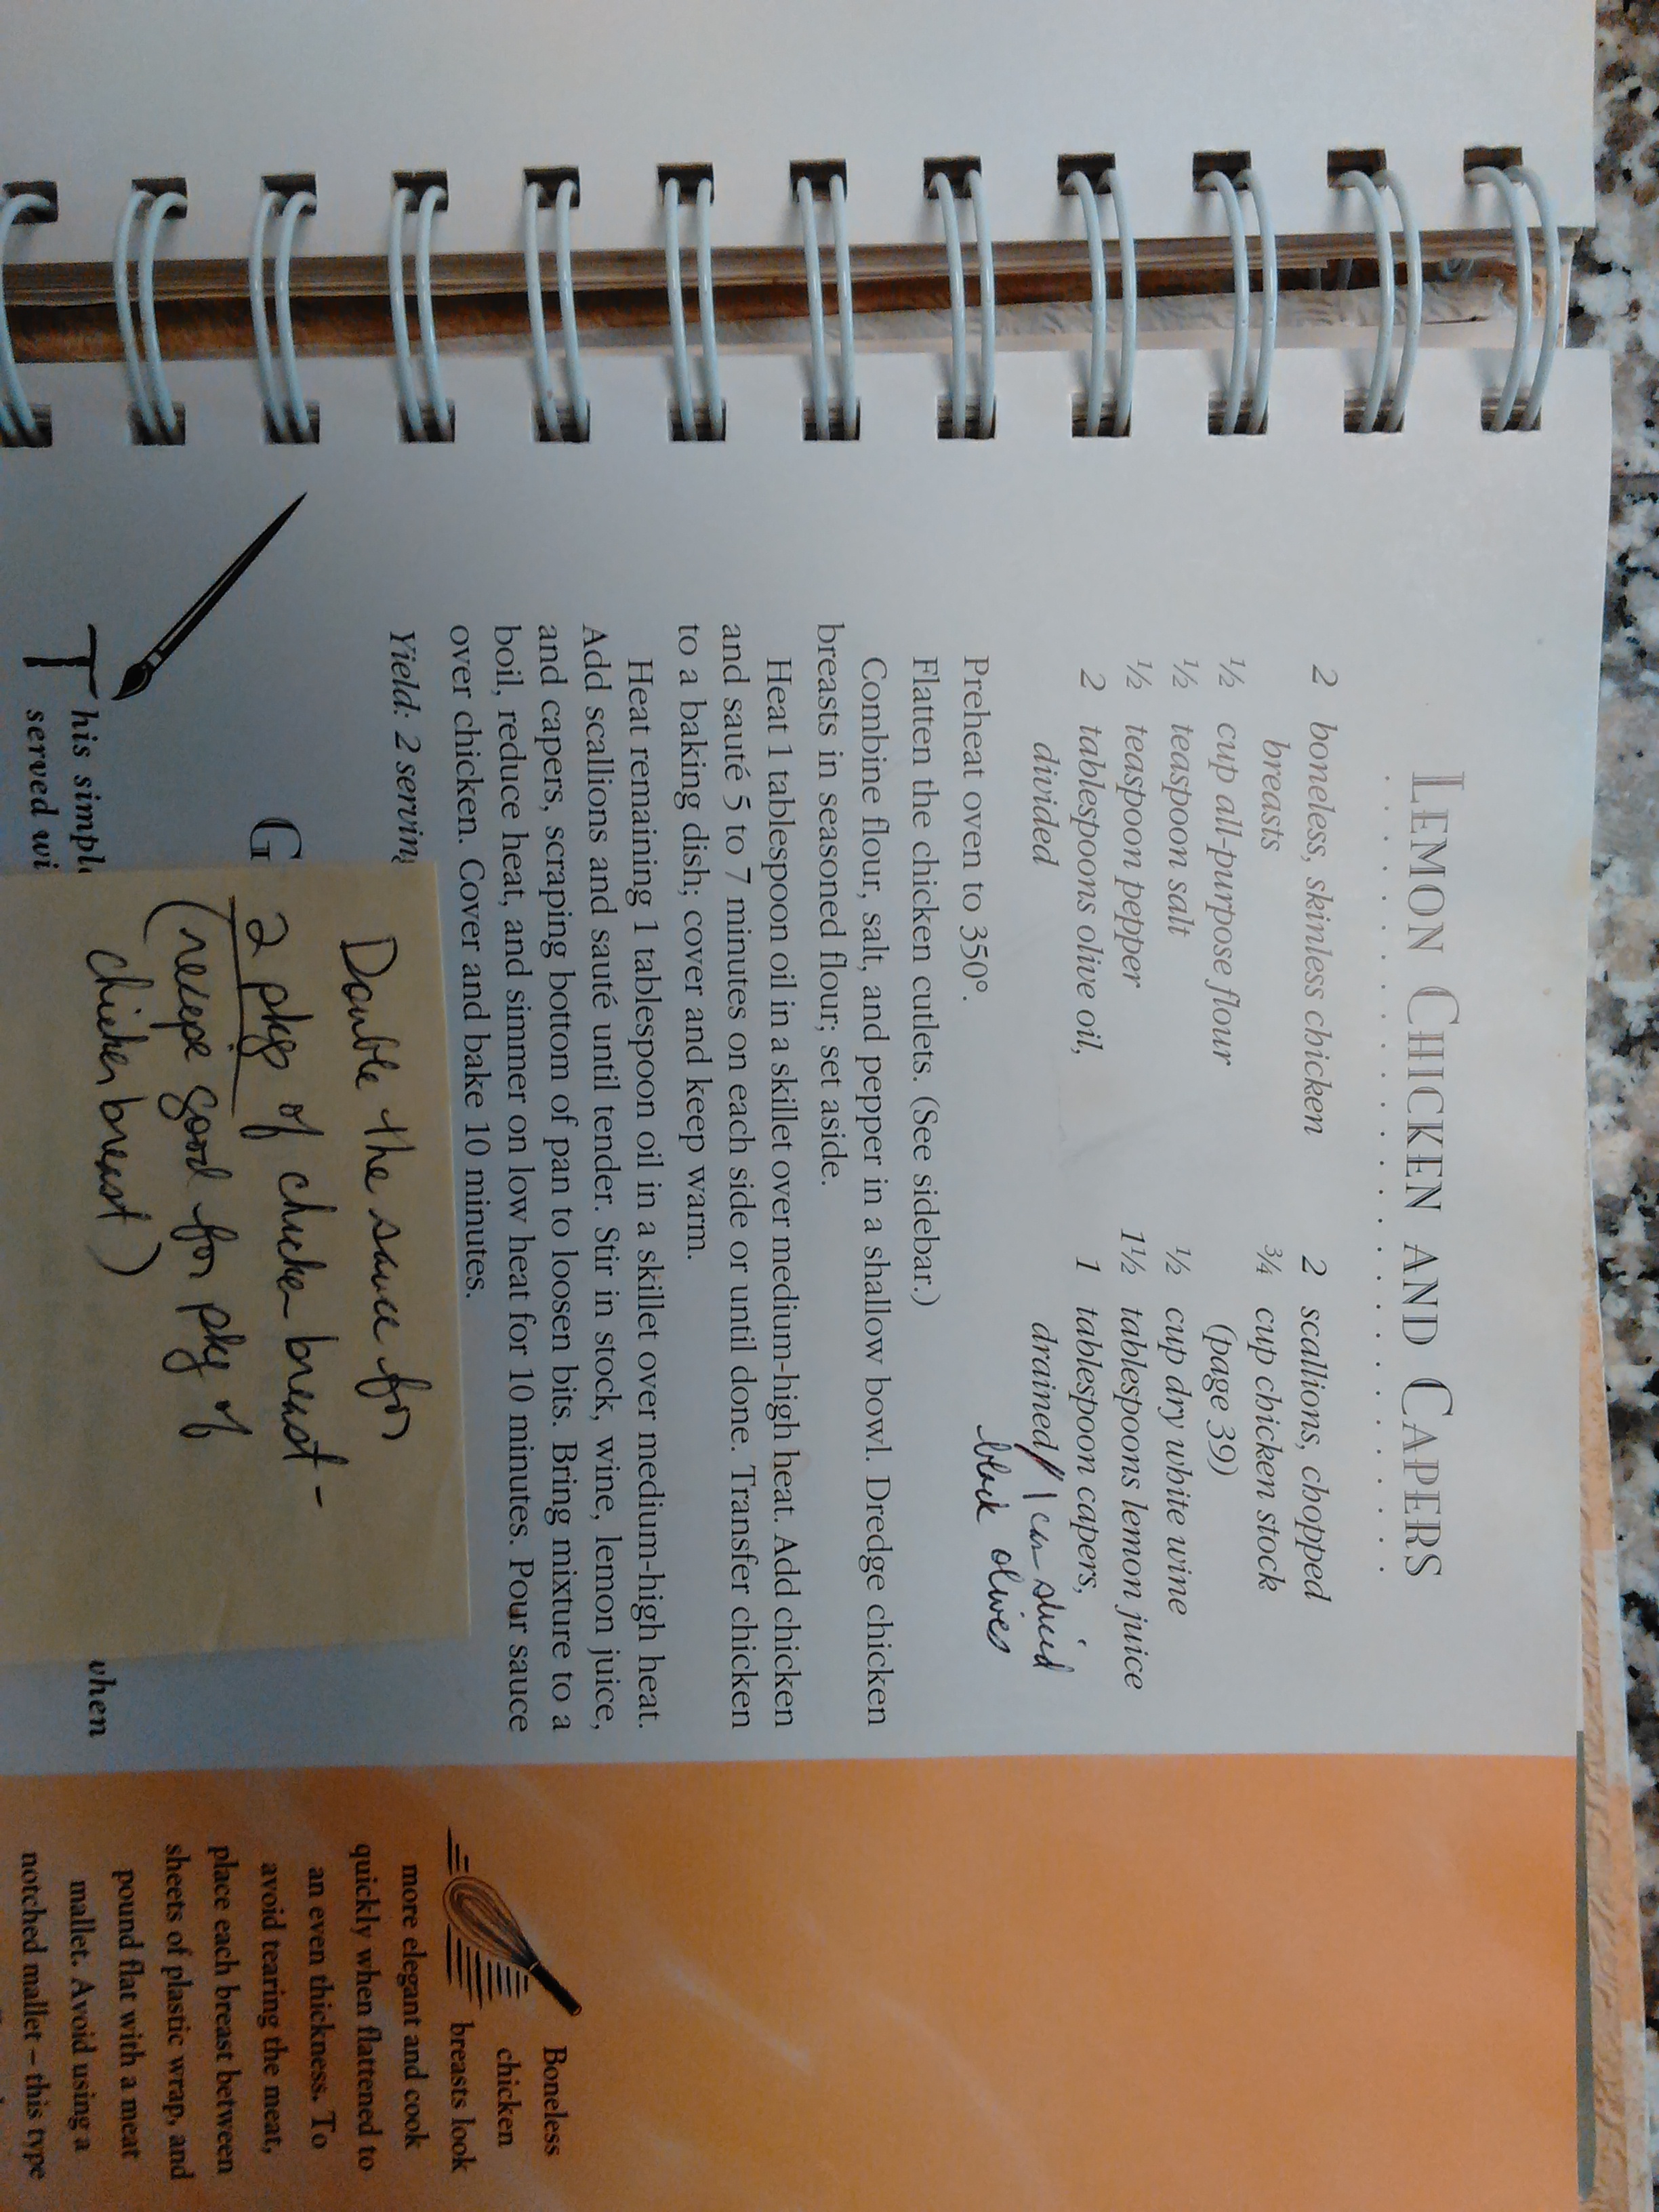 LEMON CHICKEN AND CAPERS
2 boneless, skinless chicken
breasts
½ cup all-purpose flour
½ teaspoon salt
½ teaspoon pepper
2 tablespoons olive oil,
divided
2 scallions, chopped
¾ cup chicken stock
(page 39)
½ cup dry white wine
1½ tablespoons lemon juice
1 tablespoon capers,
drained/ 1 can sliced
black olives
Preheat oven to 350°.
Flatten the chicken cutlets. (See sidebar.)
Combine flour, salt, and pepper in a shallow bowl. Dredge chicken
breasts in seasoned flour; set aside.
Heat 1 tablespoon oil in a skillet over medium-high heat. Add chicken
and sauté 5 to 7 minutes on each side or until done. Transfer chicken
to a baking dish; cover and keep warm.
Heat remaining 1 tablespoon oil in a skillet over medium-high heat.
Add scallions and sauté until tender. Stir in stock, wine, lemon juice,
and capers, scraping bottom of pan to loosen bits. Bring mixture to a
boil, reduce heat, and simmer on low heat for 10 minutes. Pour sauce
over chicken. Cover and bake 10 minutes.
Yield: 2 serving
Double the sauce for
2 pkgs of chicken breast -
(recipe good for pkg of
chicken breast)
G
This simpl when
served wi
Boneless
chicken
breasts look
more elegant and cook
quickly when flattened to
an even thickness. To
avoid tearing the meat,
place each breast between
sheets of plastic wrap, and
pound flat with a meat
mallet. Avoid using a
notched mallet – this type